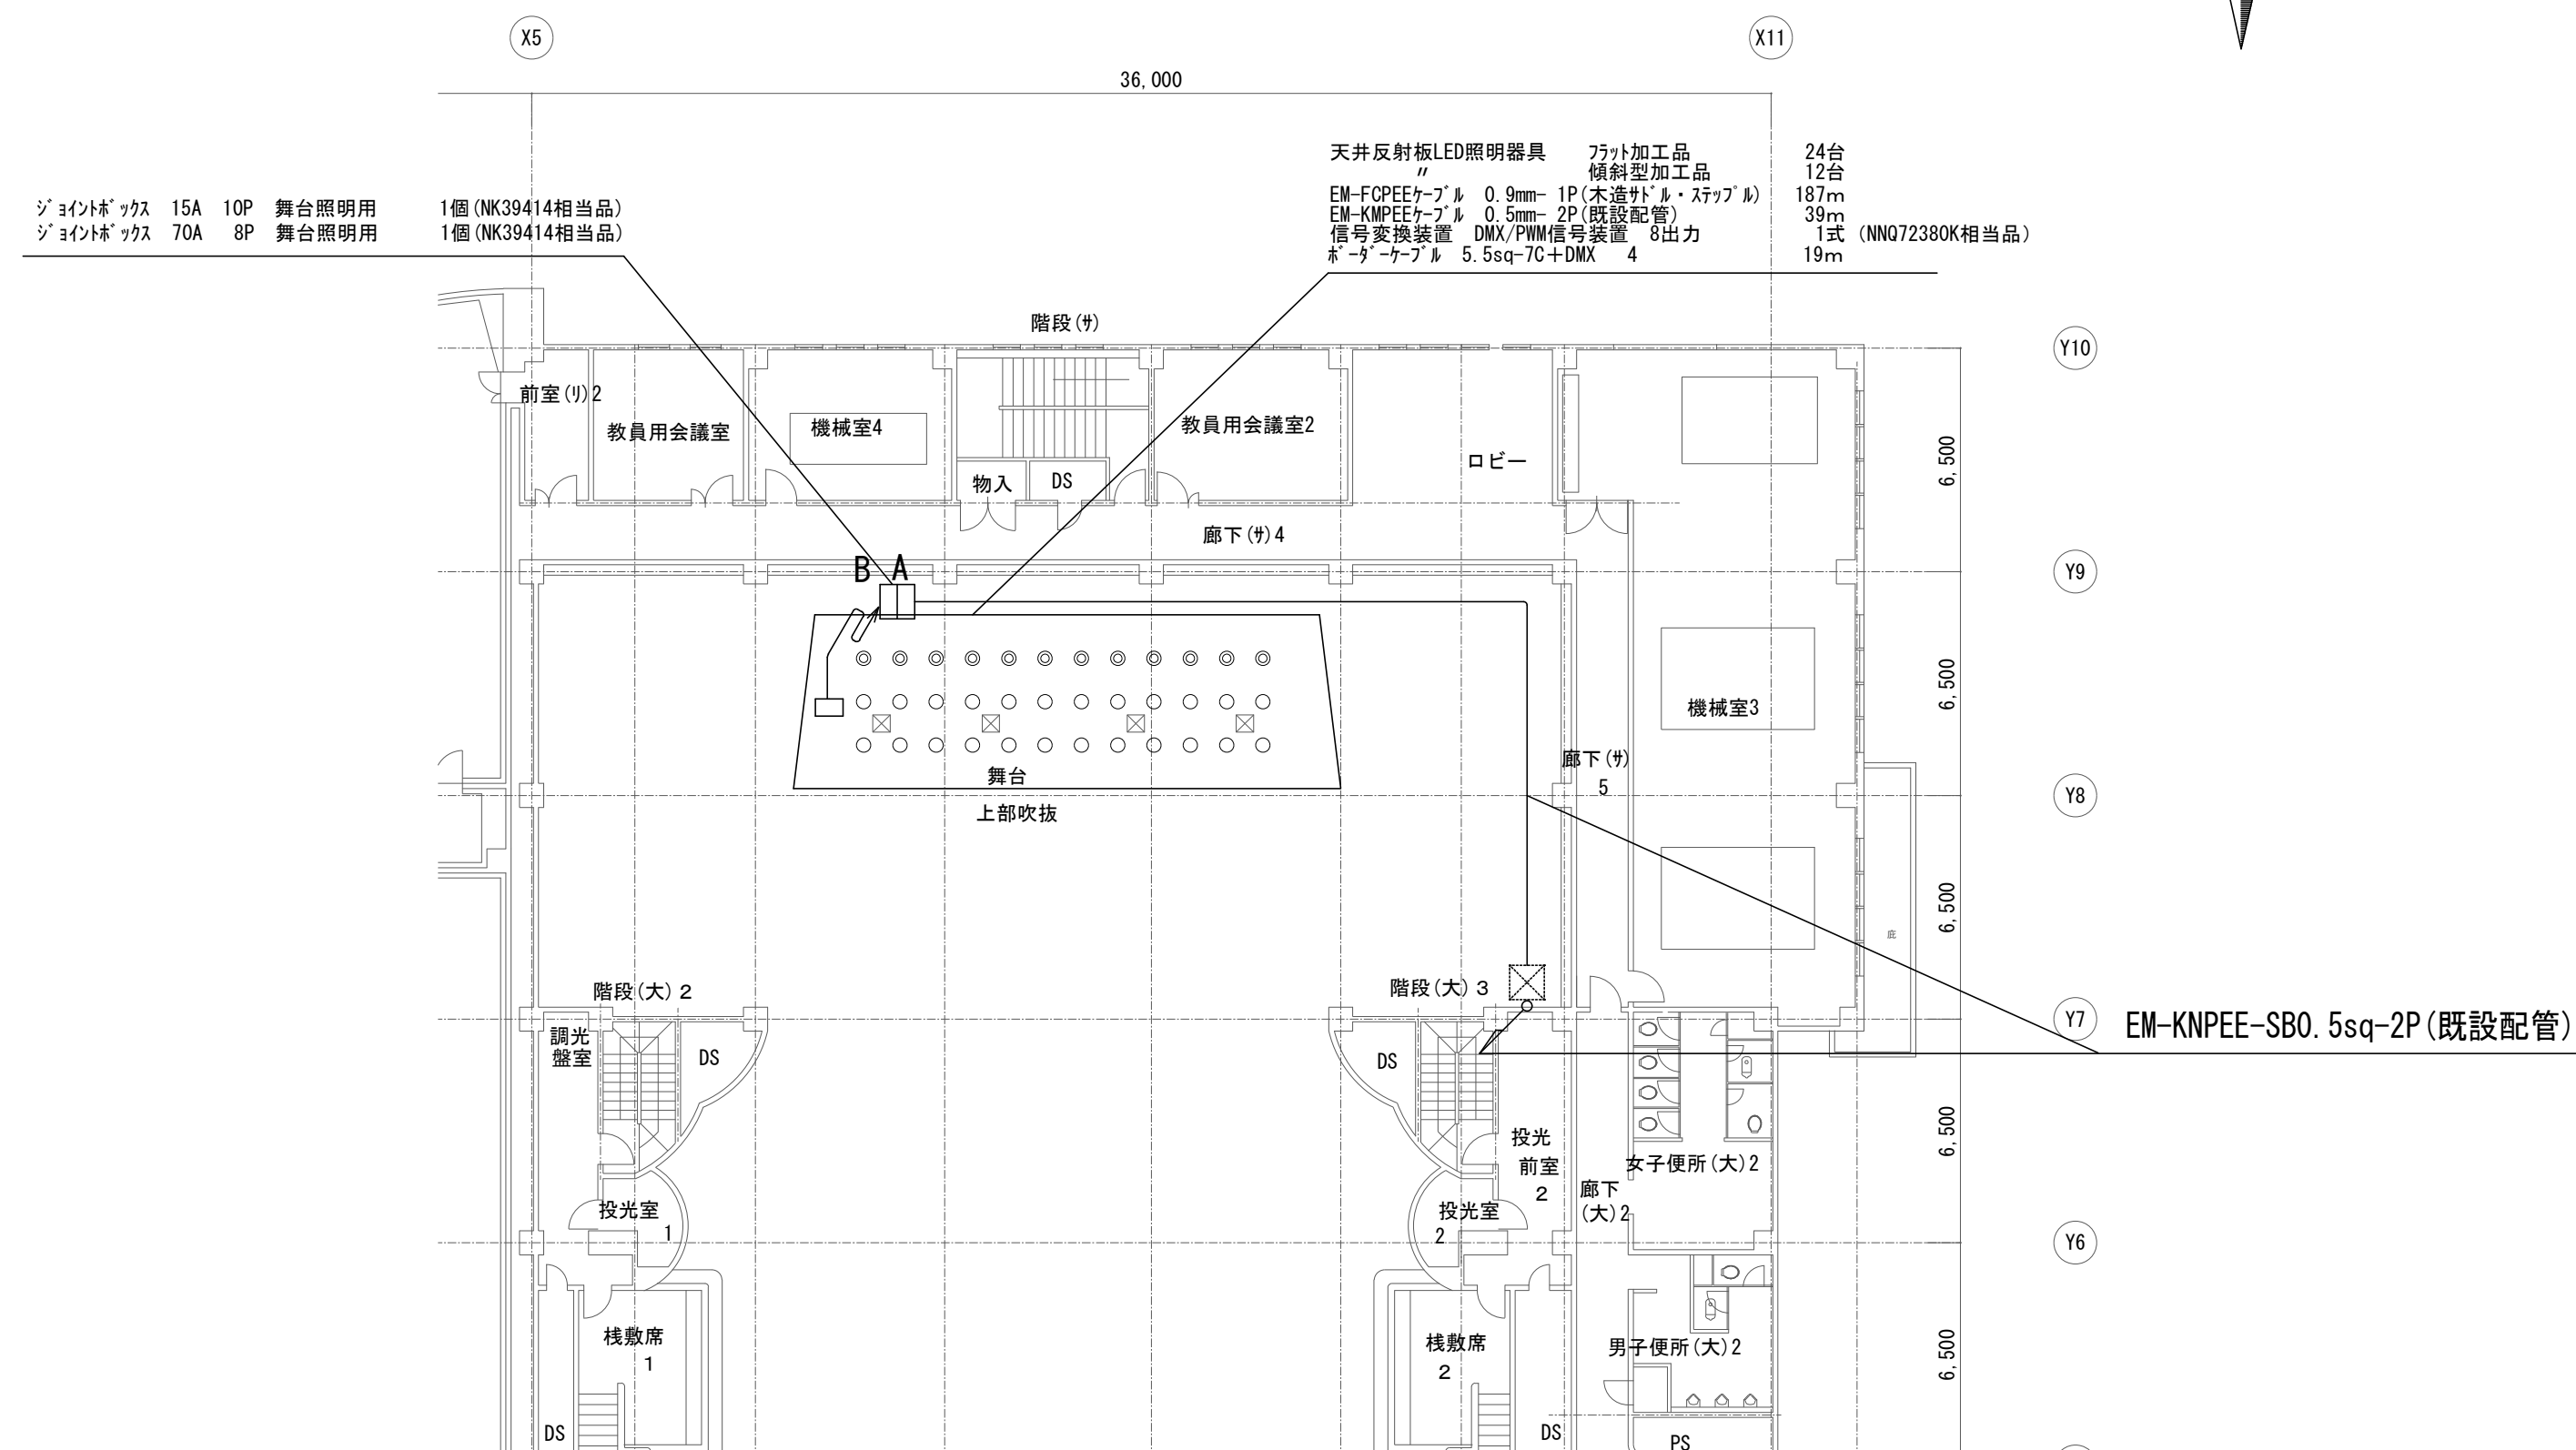 X5
X11
36,000
天井反射板LED照明器具　ﾌﾗｯﾄ加工品　24台
〃　傾斜型加工品　12台
EM-FCPEEｹｰﾌﾞﾙ　0.9mm- 1P(木造ｻﾄﾞﾙ・ｽﾃｯﾌﾟﾙ)　187m
EM-KMPEEｹｰﾌﾞﾙ　0.5mm- 2P(既設配管)　39m
信号変換装置　DMX/PWM信号装置　8出力　1式 (NNQ72380K相当品)
ﾎﾞｰﾀﾞｰｹｰﾌﾞﾙ　5.5sq-7C＋DMX　4　19m
ｼﾞｮｲﾝﾄﾎﾞｯｸｽ　15A　10P　舞台照明用　1個(NK39414相当品)
ｼﾞｮｲﾝﾄﾎﾞｯｸｽ　70A　8P　舞台照明用　1個(NK39414相当品)
階段(ｻ)
Y10
前室(ﾘ)2
教員用会議室
機械室4
教員用会議室2
ロビー
物入
DS
6,500
廊下(ｻ)4
B A
Y9
6,500
機械室3
廊下(ｻ)
5
舞台
上部吹抜
Y8
6,500
庇
階段(大)２
階段(大)３
Y7
EM-KNPEE-SB0.5sq-2P(既設配管)
調光
盤室
DS
DS
6,500
投光
前室
2
女子便所(大)2
廊下
(大)2
投光室
1
投光室
2
Y6
6,500
桟敷席
1
桟敷席
2
男子便所(大)2
DS
DS
PS